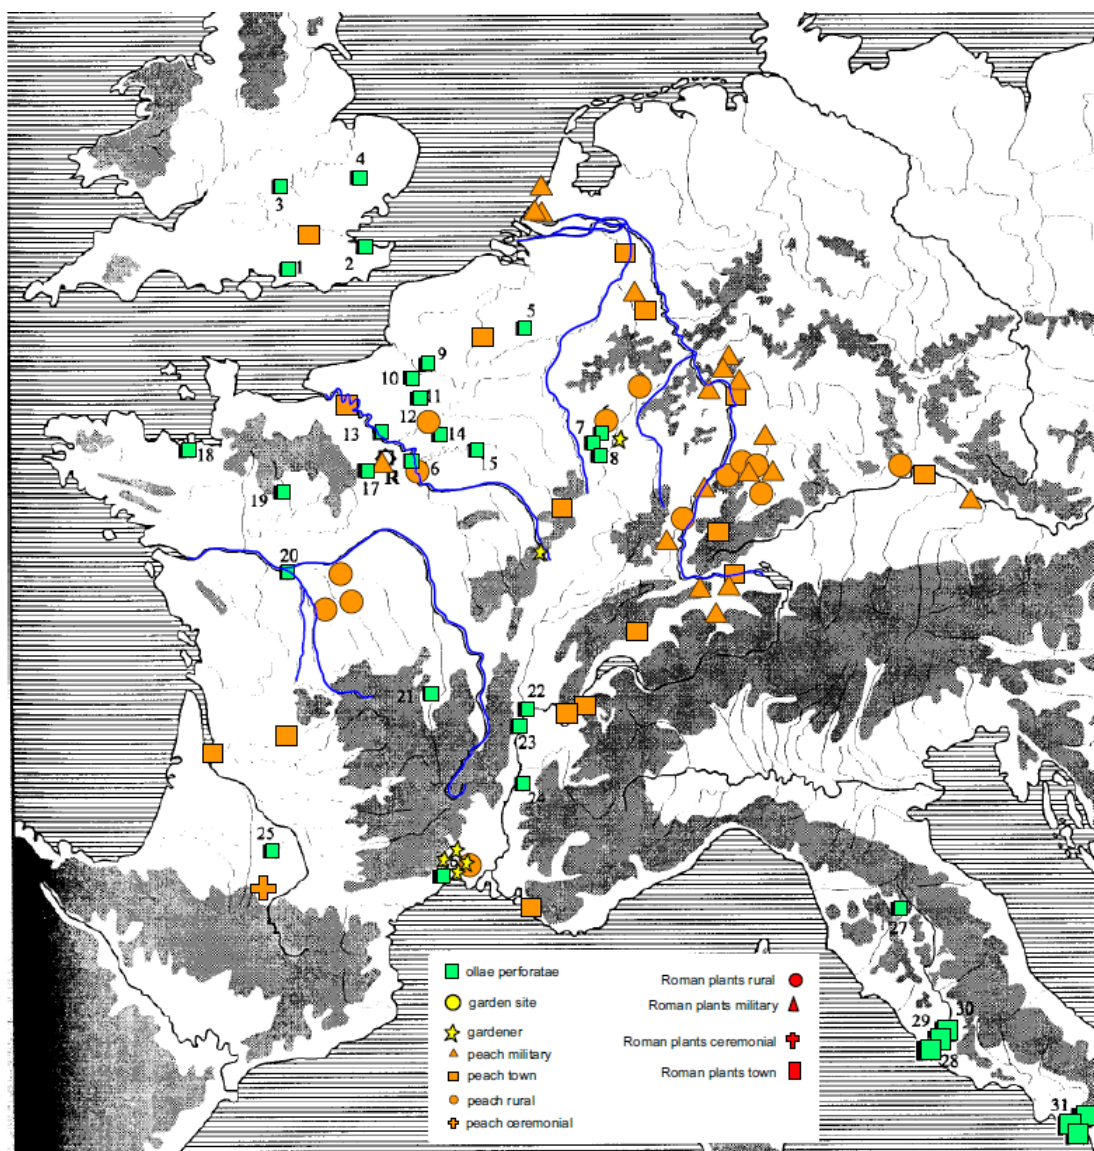 4
3
2
1
5
9
10
11
12
13
14
7
18
15
8
6
17
R
19
20
21
22
23
24
25
27
30
29
28
31
ollae perforatae
garden site
gardener
peach military
peach town
peach rural
peach ceremonial
Roman plants rural
Roman plants military
Roman plants ceremonial
Roman plants town